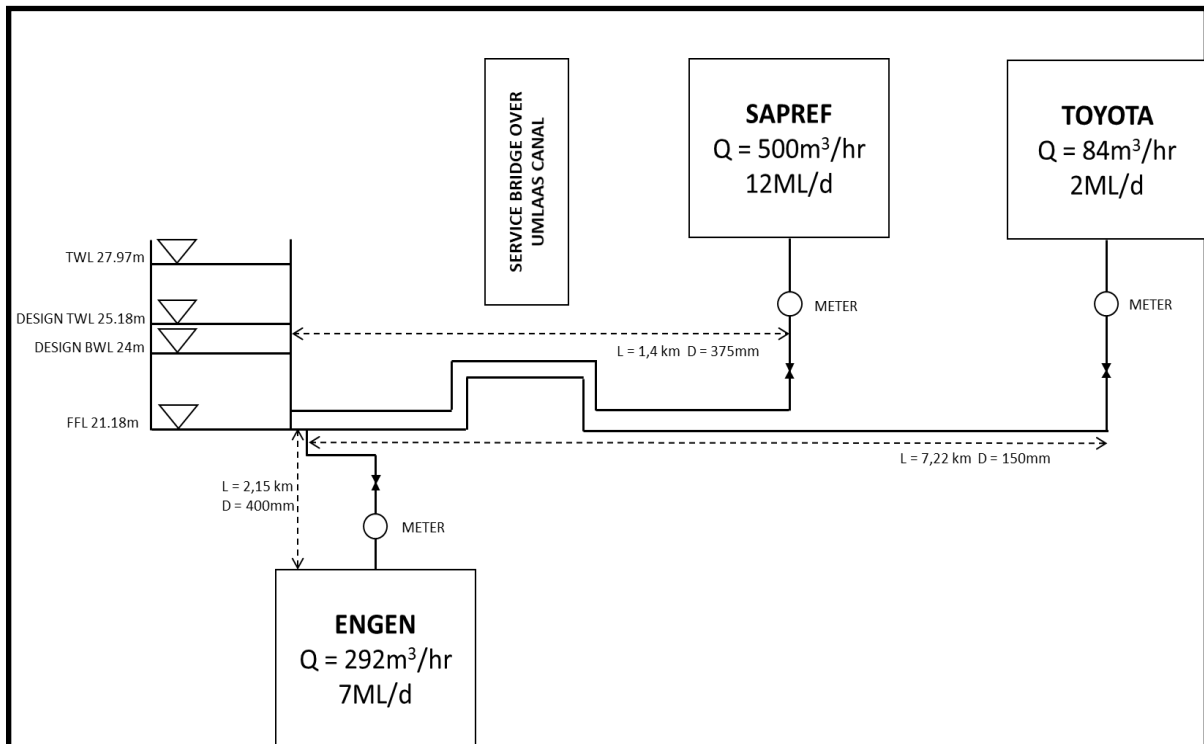 SERVICE BRIDGE OVER
UMLAAS CANAL
SAPREF
Q = 500m³/hr
12ML/d
TOYOTA
Q = 84m³/hr
2ML/d
TWL 27.97m
DESIGN TWL 25.18m
DESIGN BWL 24m
FFL 21.18m
METER
METER
L = 1,4 km D = 375mm
L = 7,22 km D = 150mm
L = 2,15 km
D = 400mm
METER
ENGEN
Q = 292m³/hr
7ML/d